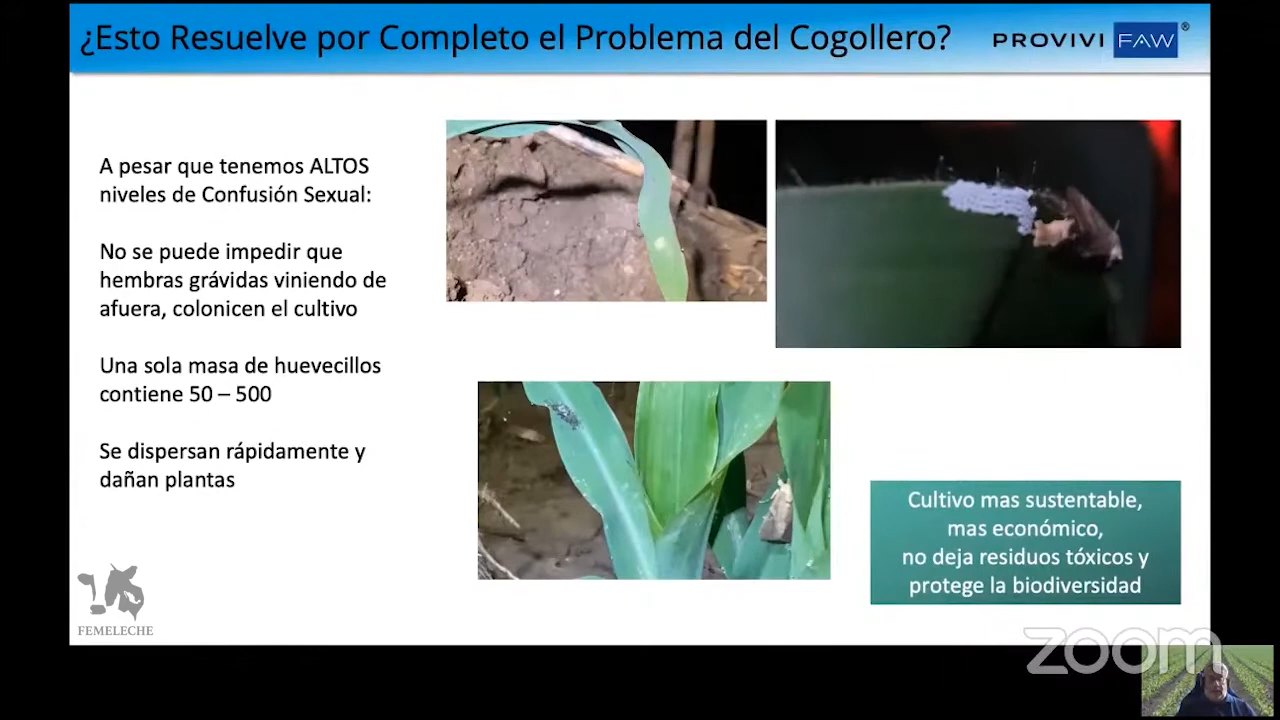 ¿Esto Resuelve por Completo el Problema del Cogollero?
PROVIVI FAW®
A pesar que tenemos ALTOS
niveles de Confusión Sexual:
No se puede impedir que
hembras grávidas viniendo de
afuera, colonicen el cultivo
Una sola masa de huevecillos
contiene 50 – 500
Se dispersan rápidamente y
dañan plantas
Cultivo mas sustentable,
mas económico,
no deja residuos tóxicos y
protege la biodiversidad
FEMELECHE
zoom